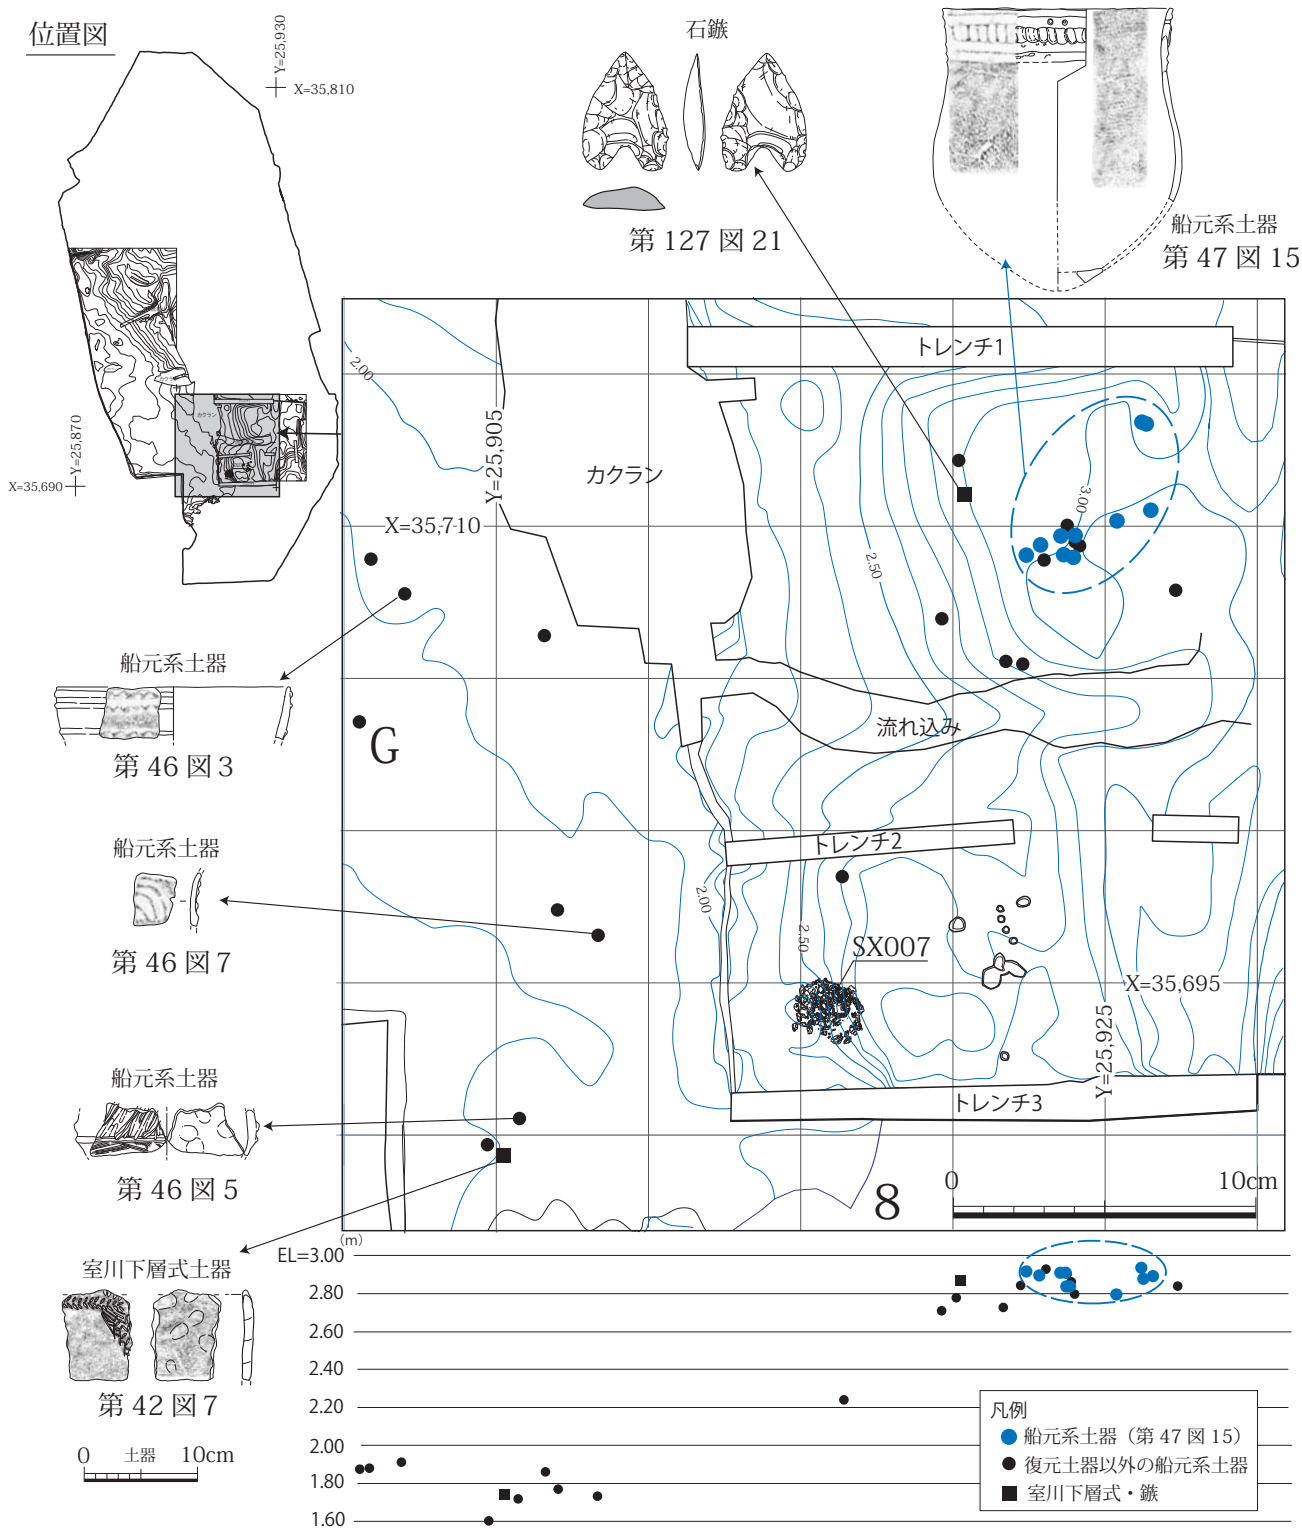 位置図
Y=25,930
X=35,810
Y=25,870
X=35,690
カクラン
カクラン
石鏃
第 127 図 21
船元系土器
第 47 図 15
トレンチ1
2.00
Y=25,905
カクラン
X=35,710
3.00
2.50
船元系土器
第 46 図 3
G
流れ込み
トレンチ2
船元系土器
第 46 図 7
2.00
2.50
SX007
X=35,695
Y=25,925
船元系土器
第 46 図 5
トレンチ3
8
0 10cm
室川下層式土器
第 42 図 7
0 土器 10cm
(m)
EL=3.00
2.80
2.60
2.40
2.20
2.00
1.80
1.60
凡例
船元系土器（第 47 図 15）
復元土器以外の船元系土器
室川下層式・鏃